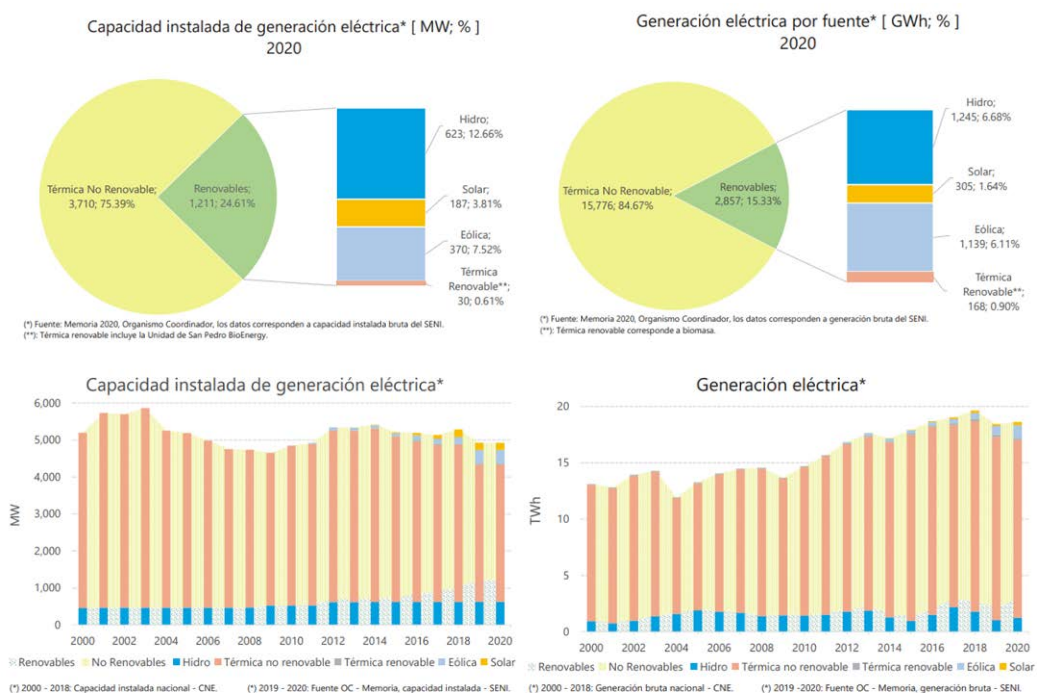 Capacidad instalada de generación eléctrica* [ MW; % ]
2020
Térmica No Renovable;
3,710; 75.39%
Renovables;
1,211; 24.61%
Hidro;
623; 12.66%
Solar;
187; 3.81%
Eólica;
370; 7.52%
Térmica
Renovable**;
30; 0.61%
(*) Fuente: Memoria 2020, Organismo Coordinador, los datos corresponden a capacidad instalada bruta del SENI.
(**): Térmica renovable incluye la Unidad de San Pedro BioEnergy.
Generación eléctrica por fuente* [ GWh; % ]
2020
Térmica No Renovable;
15,776; 84.67%
Renovables;
2,857; 15.33%
Hidro;
1,245; 6.68%
Solar;
305; 1.64%
Eólica;
1,139; 6.11%
Térmica
Renovable**;
168; 0.90%
(*) Fuente: Memoria 2020, Organismo Coordinador, los datos corresponden a generación bruta del SENI.
(**): Térmica renovable corresponde a biomasa.
Capacidad instalada de generación eléctrica*
6,000
5,000
4,000
3,000
2,000
1,000
0
MW
2000 2002 2004 2006 2008 2010 2012 2014 2016 2018 2020
Renovables No Renovables Hidro Térmica no renovable Térmica renovable Eólica Solar
(*) 2000 - 2018: Capacidad instalada nacional - CNE. (*) 2019 -2020: Fuente OC - Memoria, capacidad instalada - SENI.
Generación eléctrica*
20
15
10
5
0
TWh
2000 2002 2004 2006 2008 2010 2012 2014 2016 2018 2020
Renovables No Renovables Hidro Térmica no renovable Térmica renovable Eólica Solar
(*) 2000 - 2018: Generación bruta nacional - CNE. (*) 2019 -2020: Fuente OC - Memoria, generación bruta - SENI.